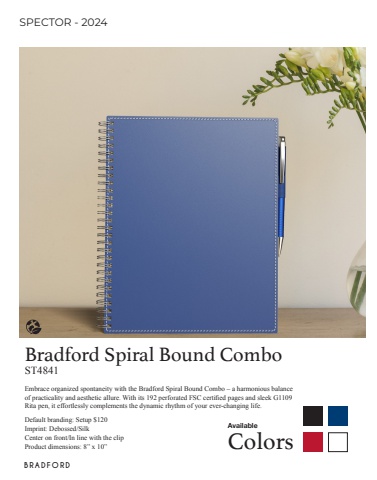 SPECTOR - 2024
Bradford Spiral Bound Combo
ST4841
Embrace organized spontaneity with the Bradford Spiral Bound Combo – a harmonious balance
of practicality and aesthetic allure. With its 192 perforated FSC certified pages and sleek G1109
Rita pen, it effortlessly complements the dynamic rhythm of your ever-changing life.
Default branding: Setup $120
Imprint: Debossed/Silk
Center on front/In line with the clip
Product dimensions: 8” x 10”
Available
Colors
BRADFORD